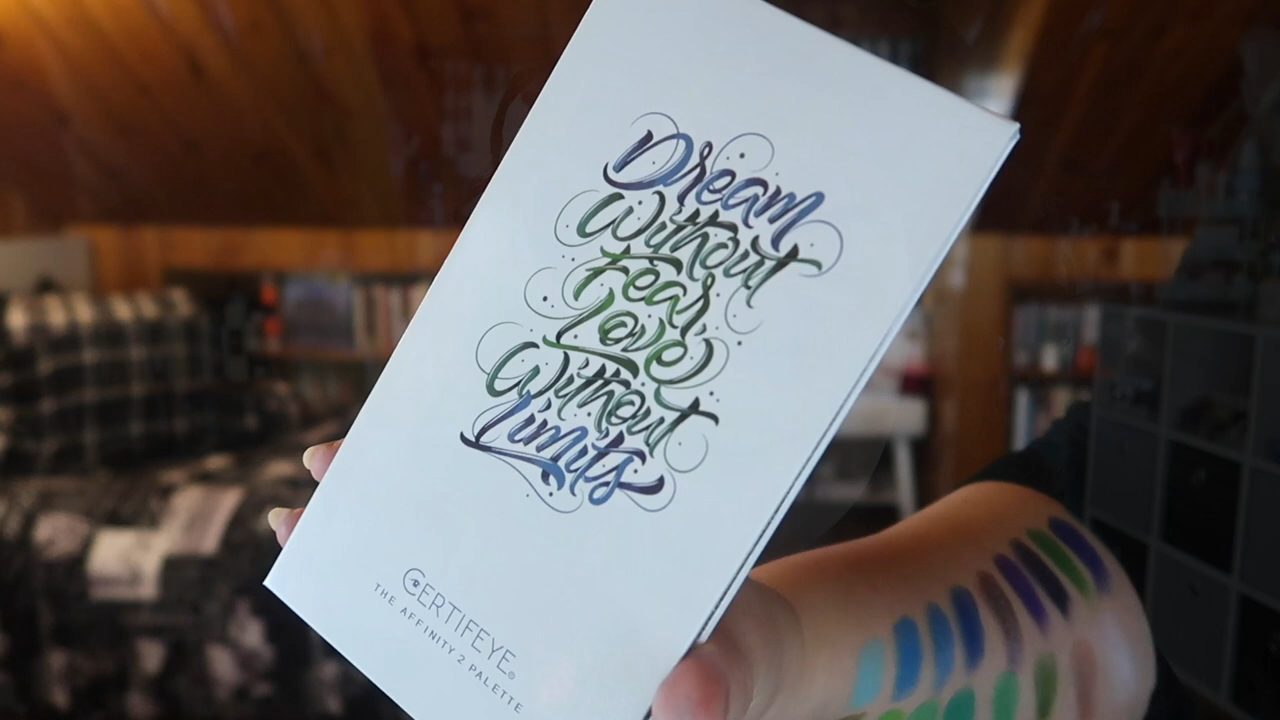 Dream
Without
Fear,
Love
Without
Limits
CERTIFEYE®
THE AFFINITY 2 PALETTE